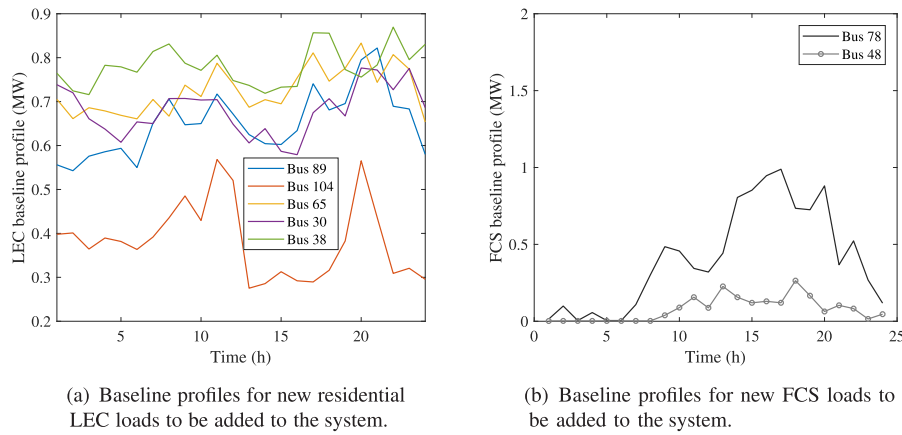 0.9
0.8
0.7
0.6
0.5
0.4
0.3
0.2
LEC baseline profile (MW)
Bus 89
Bus 104
Bus 65
Bus 30
Bus 38
5
10
15
20
Time (h)
(a) Baseline profiles for new residential
LEC loads to be added to the system.
2
1.5
1
0.5
0
FCS baseline profile (MW)
Bus 78
Bus 48
0
5
10
15
20
25
Time (h)
(b) Baseline profiles for new FCS loads to
be added to the system.